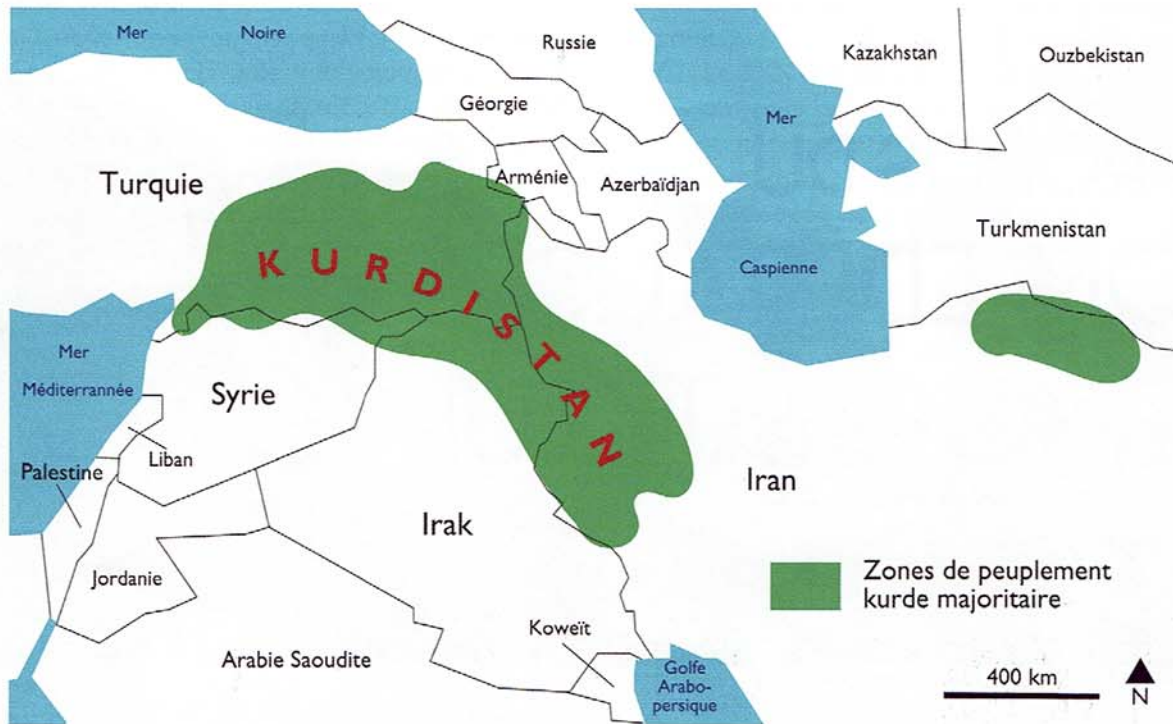 Mer Noire
Russie
Kazakhstan
Ouzbekistan
Géorgie
Mer
Turquie
Arménie
Azerbaïdjan
Turkmenistan
KURDISTAN
Caspienne
Mer
Méditerrannée
Syrie
Liban
Palestine
Iran
Irak
Jordanie
Zones de peuplement
kurde majoritaire
Koweït
Arabie Saoudite
Golfe
Arabo-
persique
400 km
N